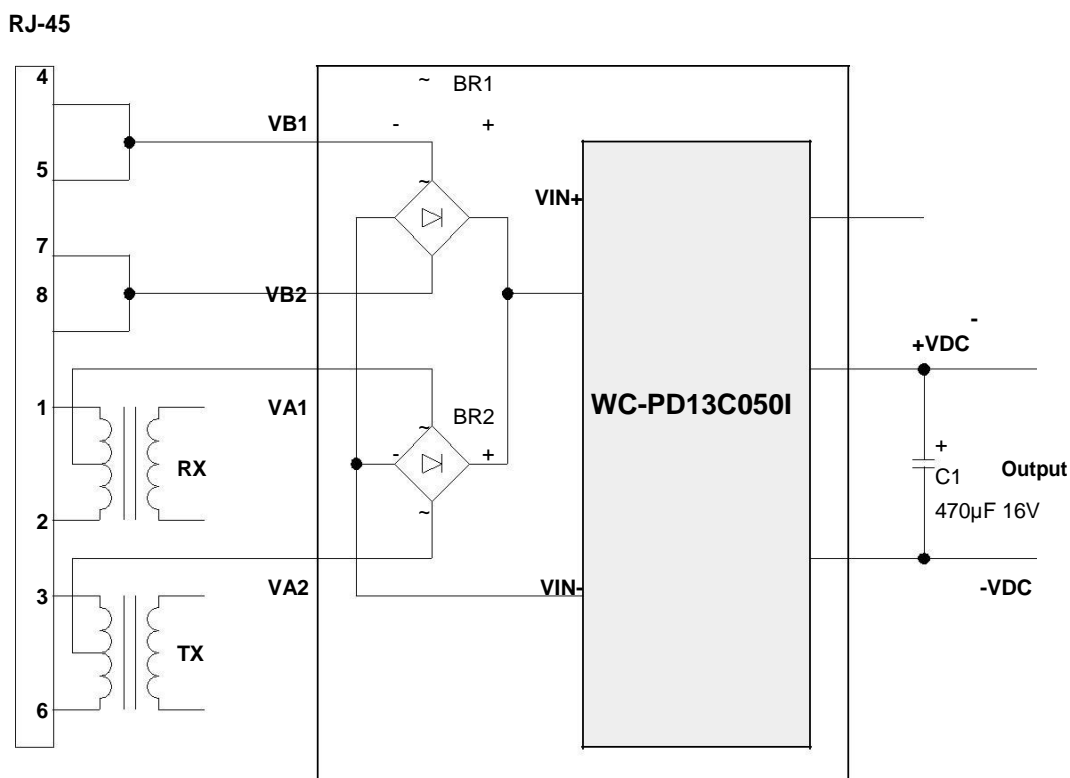 RJ-45
4
~ BR1
VB1 - +
5
~
VIN+
7
8
VB2
-
+VDC
1
VA1
WC-PD13C050I
BR2
~
- +
RX
+
C1 Output
2
470µF 16V
~
3
VA2
VIN-
-VDC
TX
6